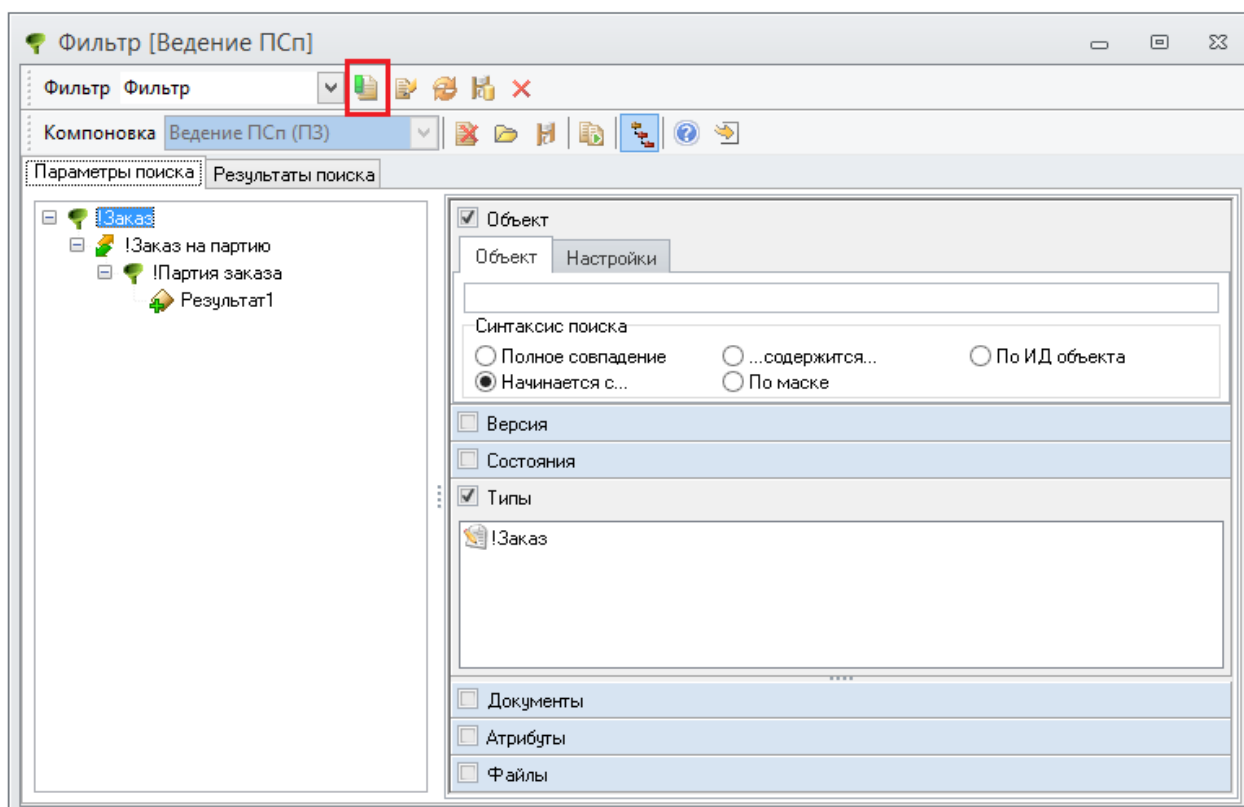 Фильтр [Ведение ПСп]
Фильтр Фильтр
Компоновка Ведение ПСп (ПЗ)
Параметры поиска Результаты поиска
!Заказ
!Заказ на партию
!Партия заказа
Результат1
Объект
Объект Настройки
Синтаксис поиска
Полное совпадение ...содержится... По ИД объекта
Начинается с... По маске
Версия
Состояния
Типы
!Заказ
Документы
Атрибуты
Файлы